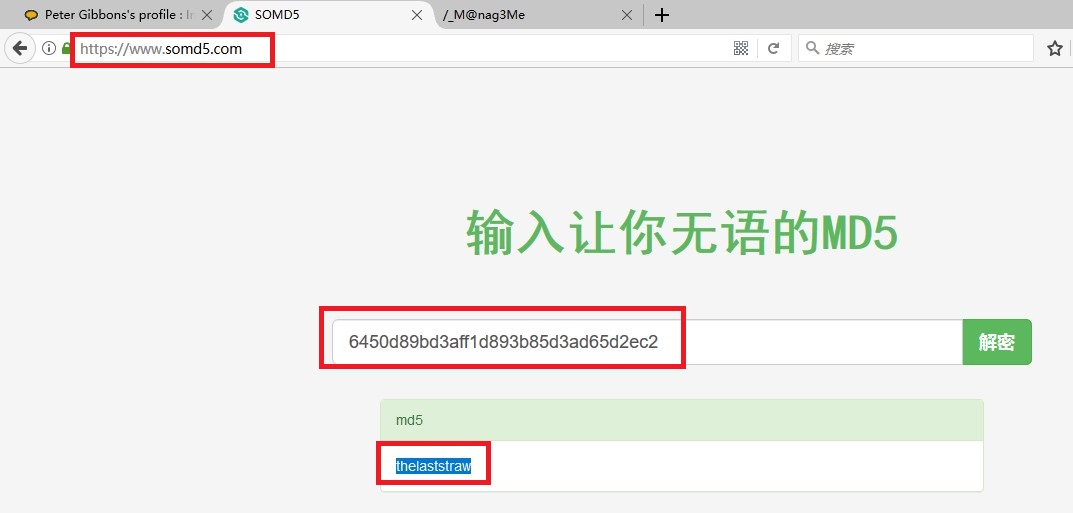 Peter Gibbons's profile : In
SOMD5
/_M@nag3Me
https://www.somd5.com
搜索
输入让你无语的MD5
6450d89bd3aff1d893b85d3ad65d2ec2
解密
md5
thelaststraw